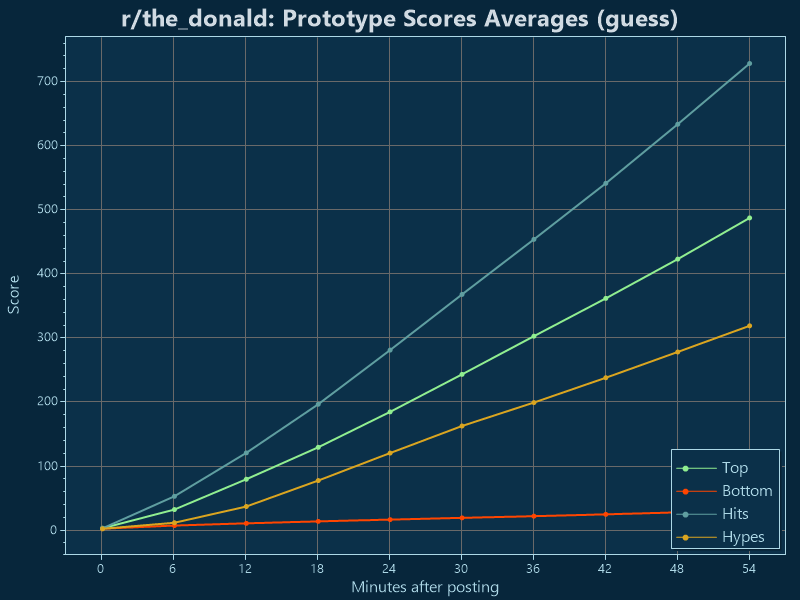 r/the_donald: Prototype Scores Averages (guess)
700
600
500
400
300
200
100
0
Score
0 6 12 18 24 30 36 42 48 54
Minutes after posting
Top
Bottom
Hits
Hypes